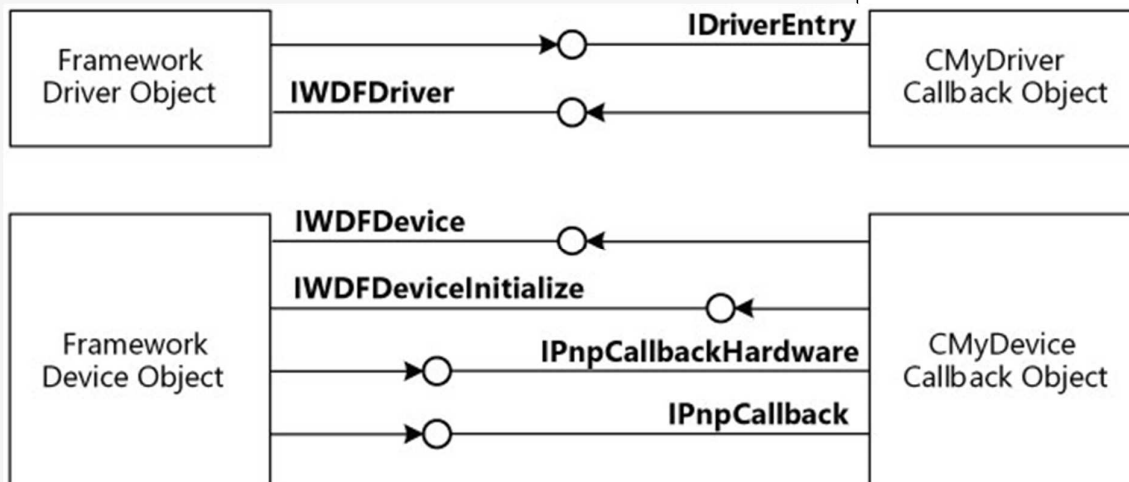 IDriverEntry
Framework
Driver Object
CMyDriver
Callback Object
IWDFDriver
IWDFDevice
IWDFDeviceInitialize
Framework
Device Object
IPnpCallbackHardware
CMyDevice
Callback Object
IPnpCallback